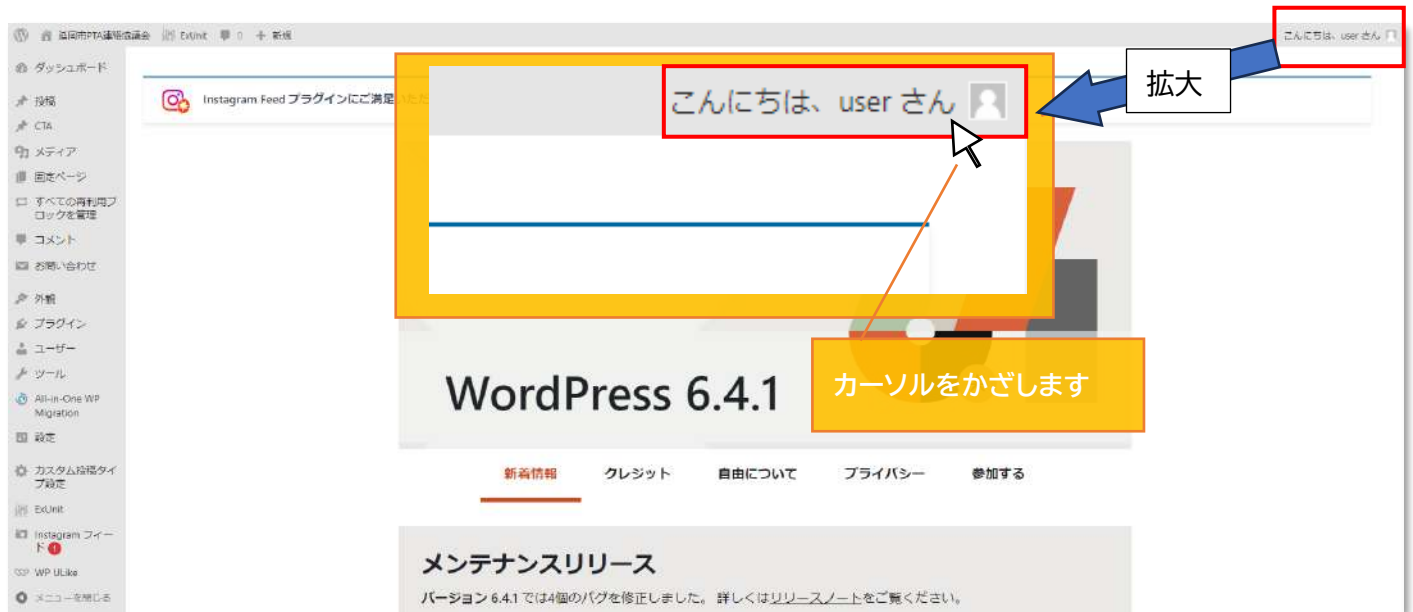 延岡市PTA連絡協議会 ExUnit 0 + 新規
こんにちは、user さん
ダッシュボード
投稿
CTA
メディア
固定ページ
すべての再利用ブ
ロックを管理
コメント
お問い合わせ
外観
プラグイン
ユーザー
ツール
All-in-One WP
Migration
設定
カスタム投稿タイ
プ設定
ExUnit
Instagram フィー
ド 1
WP ULike
メニューを閉じる
Instagram Feed プラグインにご満足いただ
こんにちは、user さん
拡大
カーソルをかざします
WordPress 6.4.1
新着情報 クレジット 自由について プライバシー 参加する
メンテナンスリリース
バージョン 6.4.1 では4個のバグを修正しました。 詳しくはリリースノートをご覧ください。